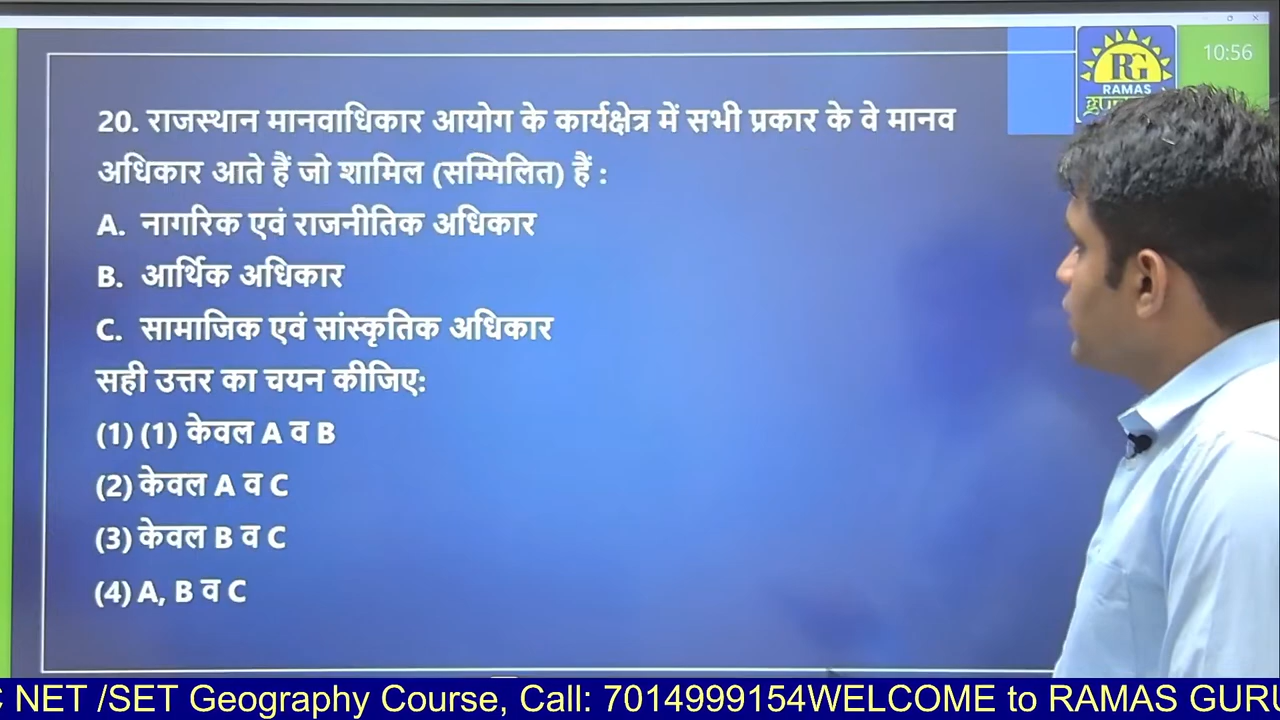 10:56
RG
RAMAS
20. राजस्थान मानवाधिकार आयोग के कार्यक्षेत्र में सभी प्रकार के वे मानव
अधिकार आते हैं जो शामिल (सम्मिलित) हैं :
A. नागरिक एवं राजनीतिक अधिकार
B. आर्थिक अधिकार
C. सामाजिक एवं सांस्कृतिक अधिकार
सही उत्तर का चयन कीजिए:
(1) (1) केवल A व B
(2) केवल A व C
(3) केवल B व C
(4) A, B व C
C NET /SET Geography Course, Call: 7014999154WELCOME to RAMAS GURU